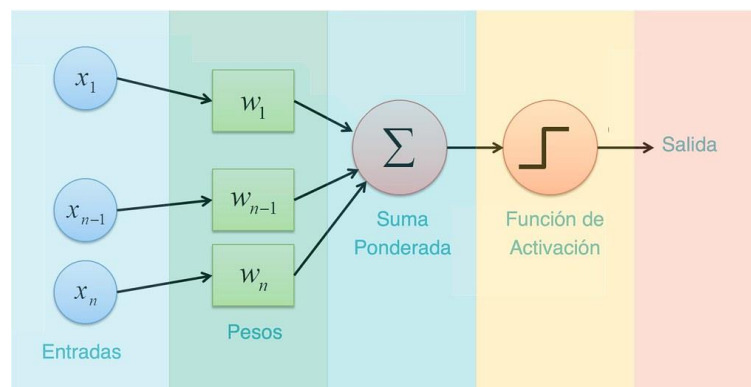 x₁
w₁
xₙ₋₁
wₙ₋₁
xₙ
wₙ
Σ
Salida
Entradas
Pesos
Suma
Ponderada
Función de
Activación